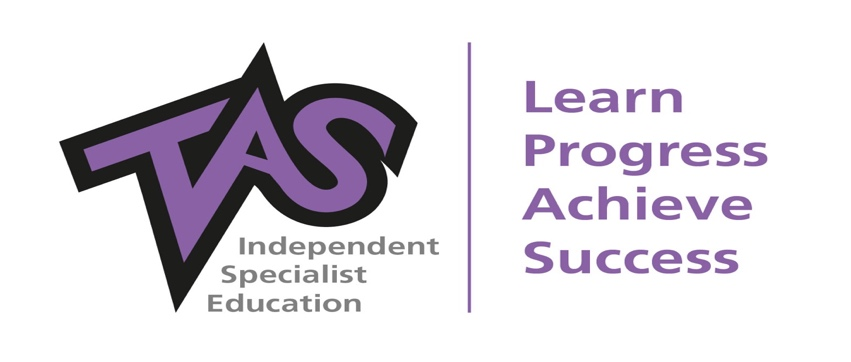 TAS
Independent
Specialist
Education
Learn
Progress
Achieve
Success